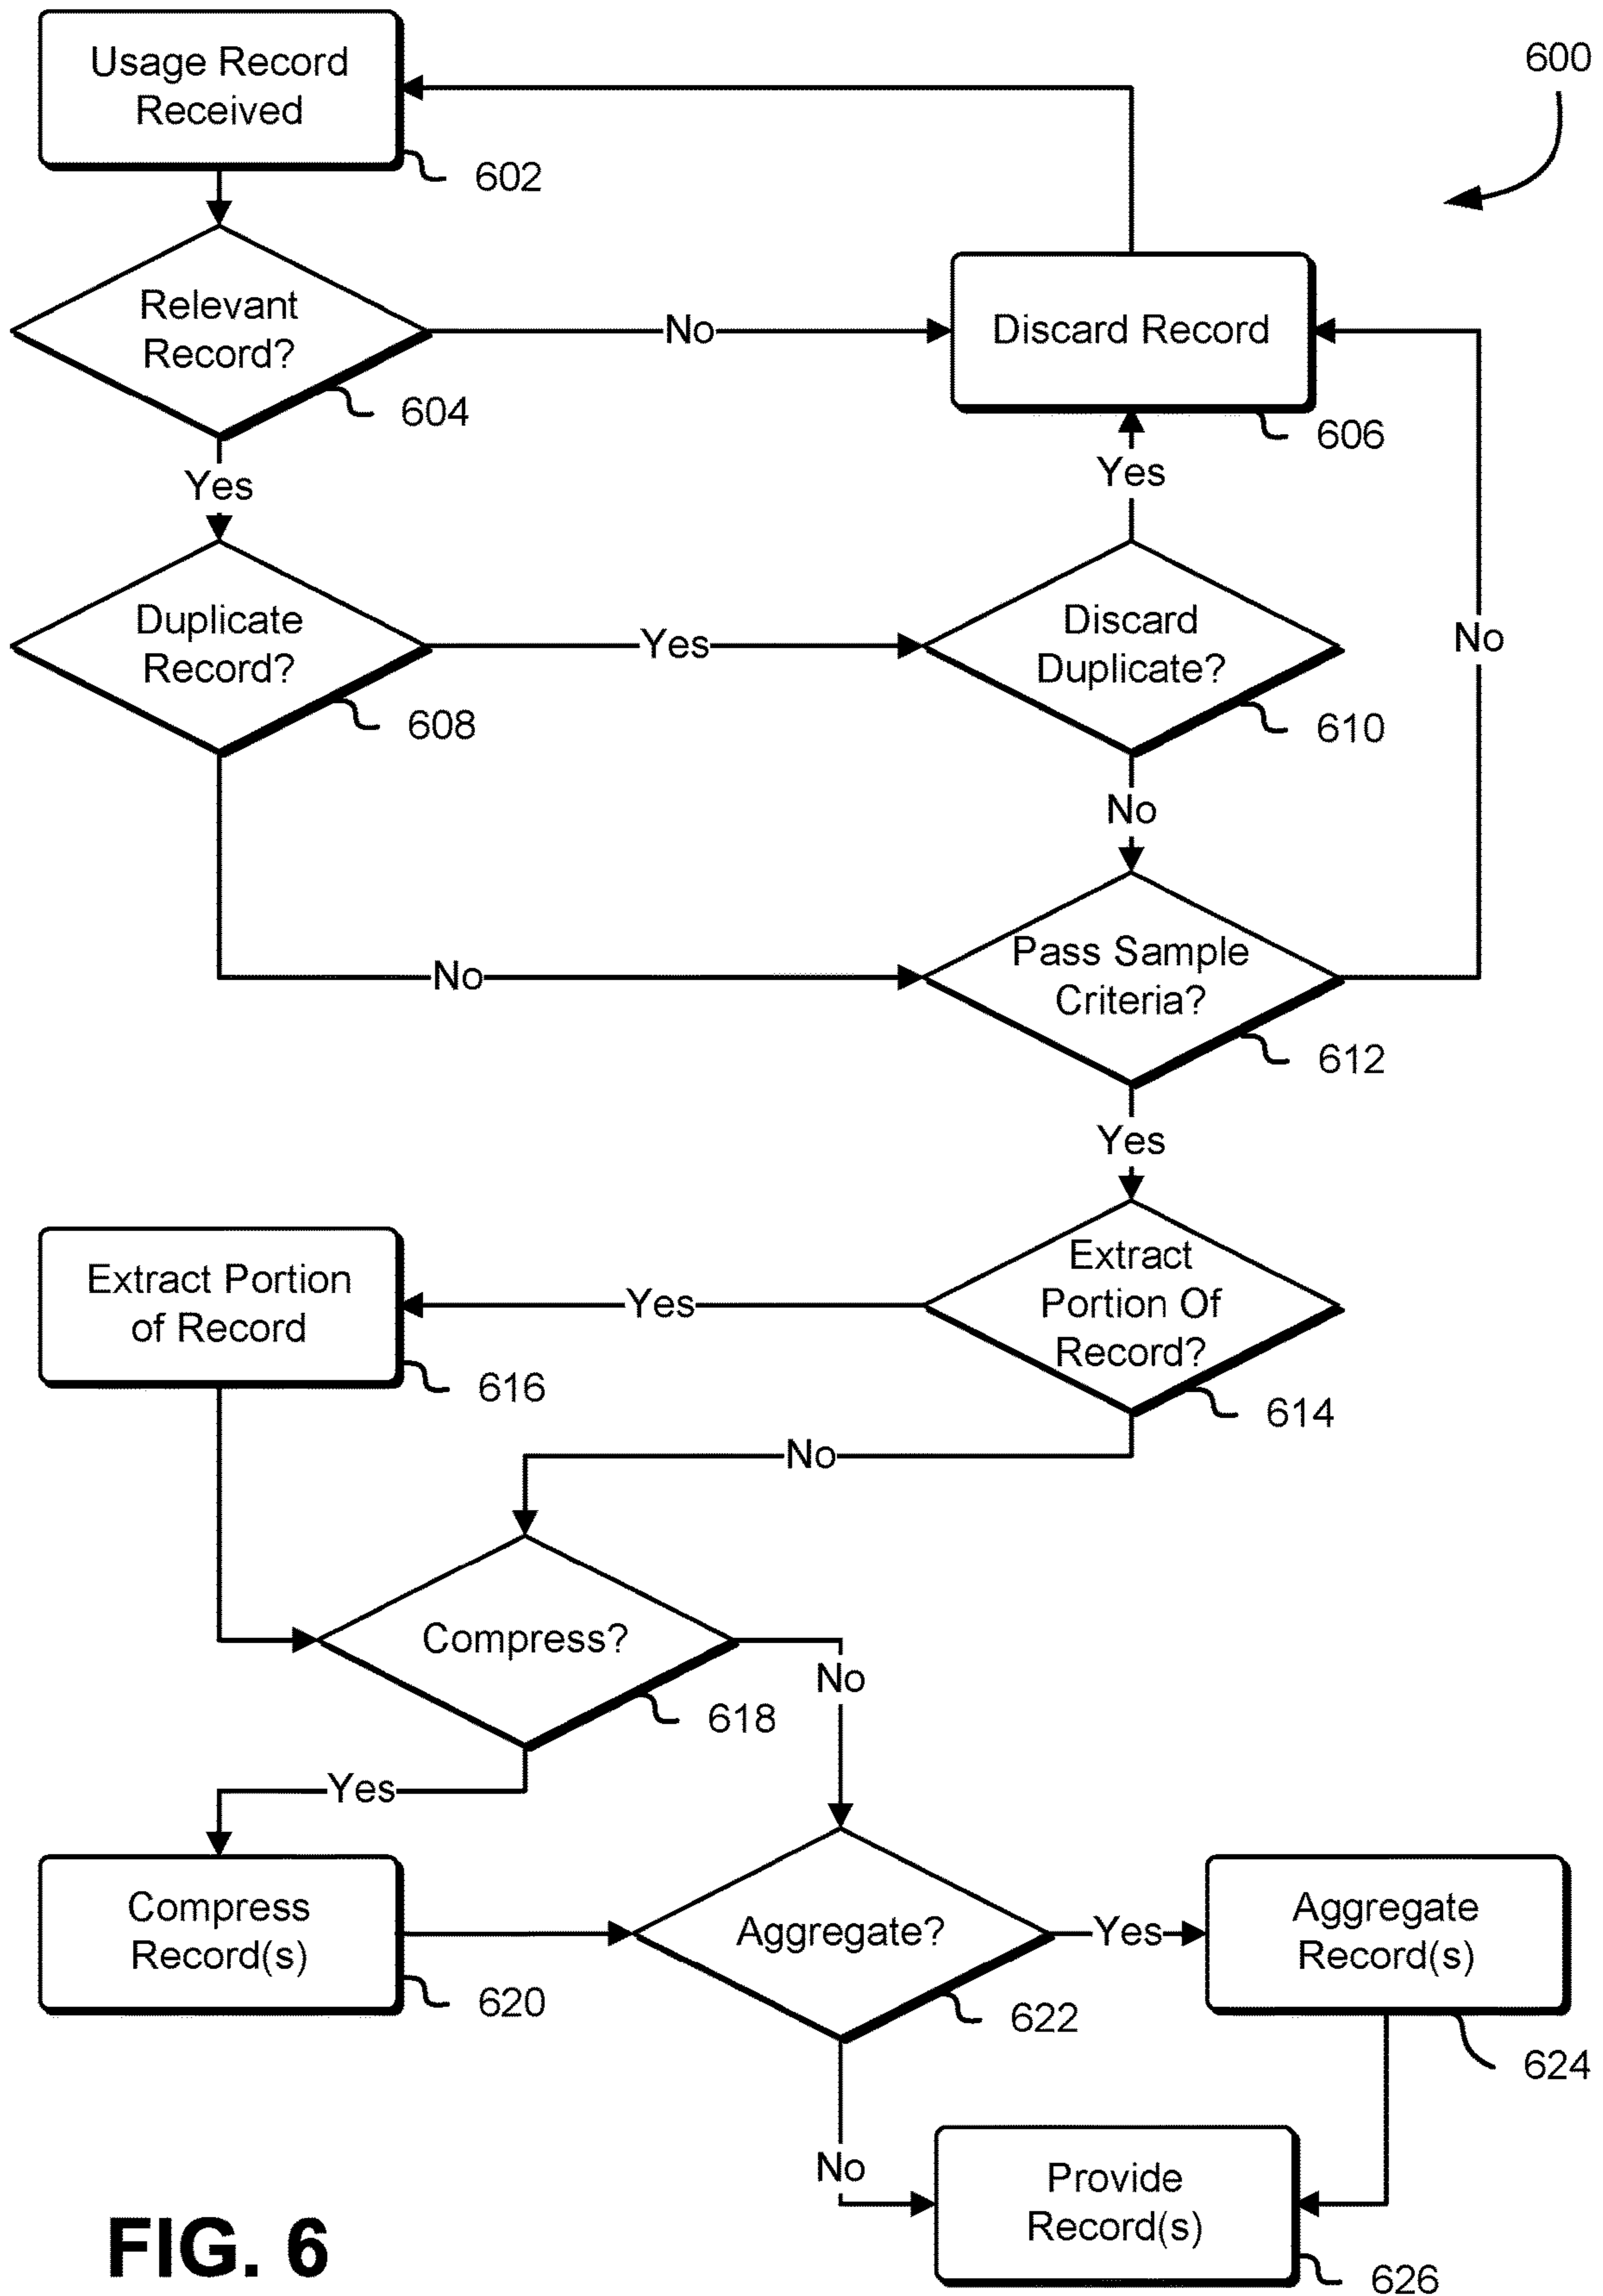 Usage Record
Received
602
600
Relevant
Record?
604
No
Discard Record
606
Yes
Yes
Duplicate
Record?
608
Yes
Discard
Duplicate?
610
No
No
No
Pass Sample
Criteria?
612
Yes
Extract
Portion Of
Record?
614
Yes
Extract Portion
of Record
616
No
Compress?
618
No
Yes
Compress
Record(s)
620
Aggregate?
622
Yes
Aggregate
Record(s)
624
No
Provide
Record(s)
626
FIG. 6